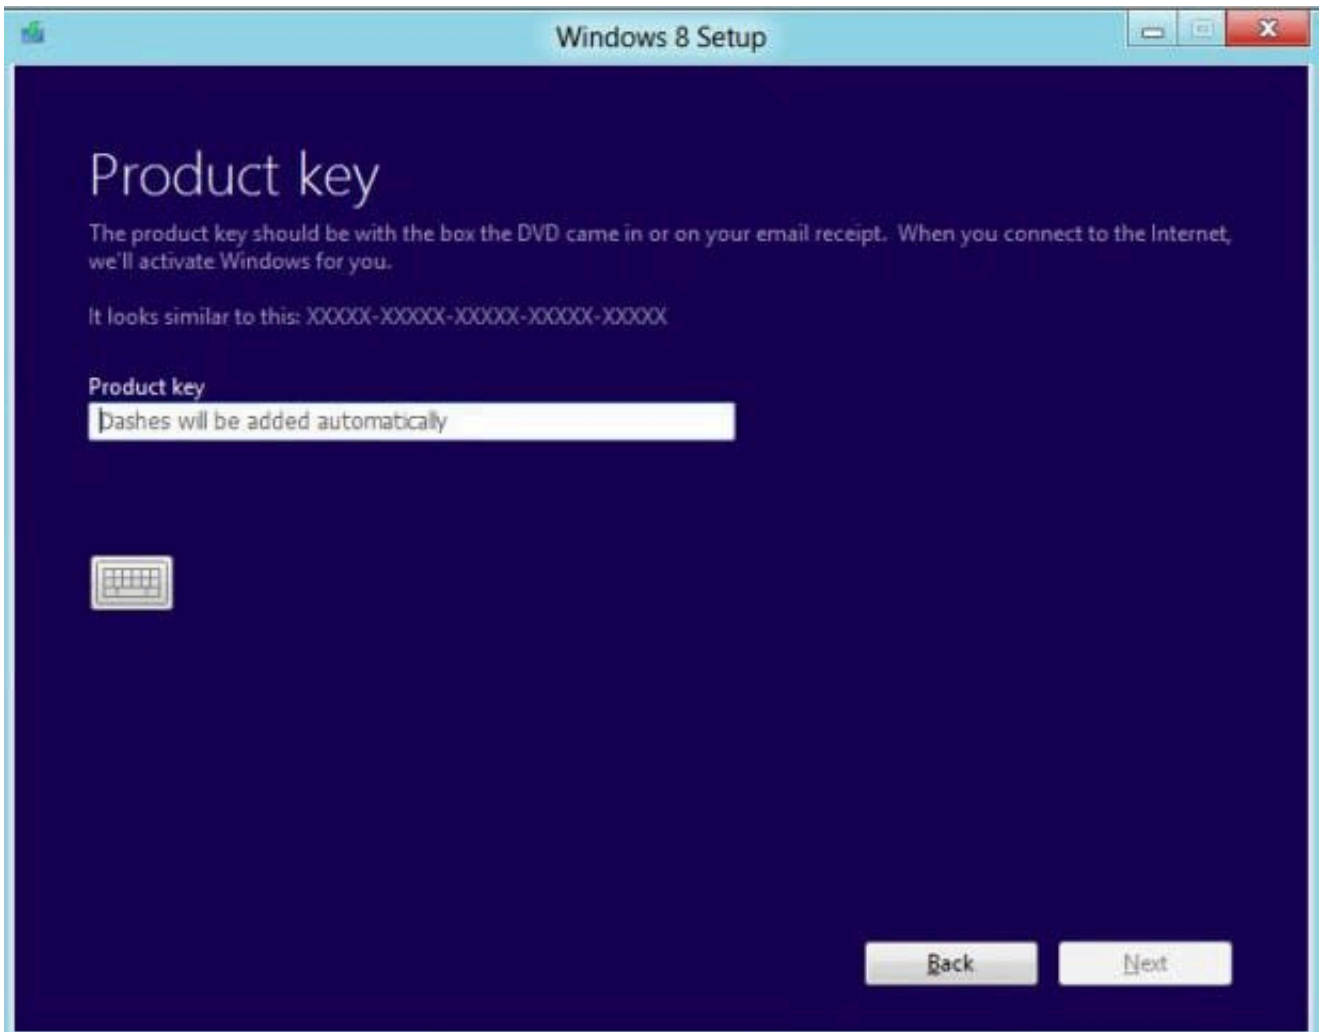 Windows 8 Setup
Product key
The product key should be with the box the DVD came in or on your email receipt.  When you connect to the Internet,
we'll activate Windows for you.
It looks similar to this: XXXXX-XXXXX-XXXXX-XXXXX-XXXXX
Product key
Dashes will be added automatically
Back
Next